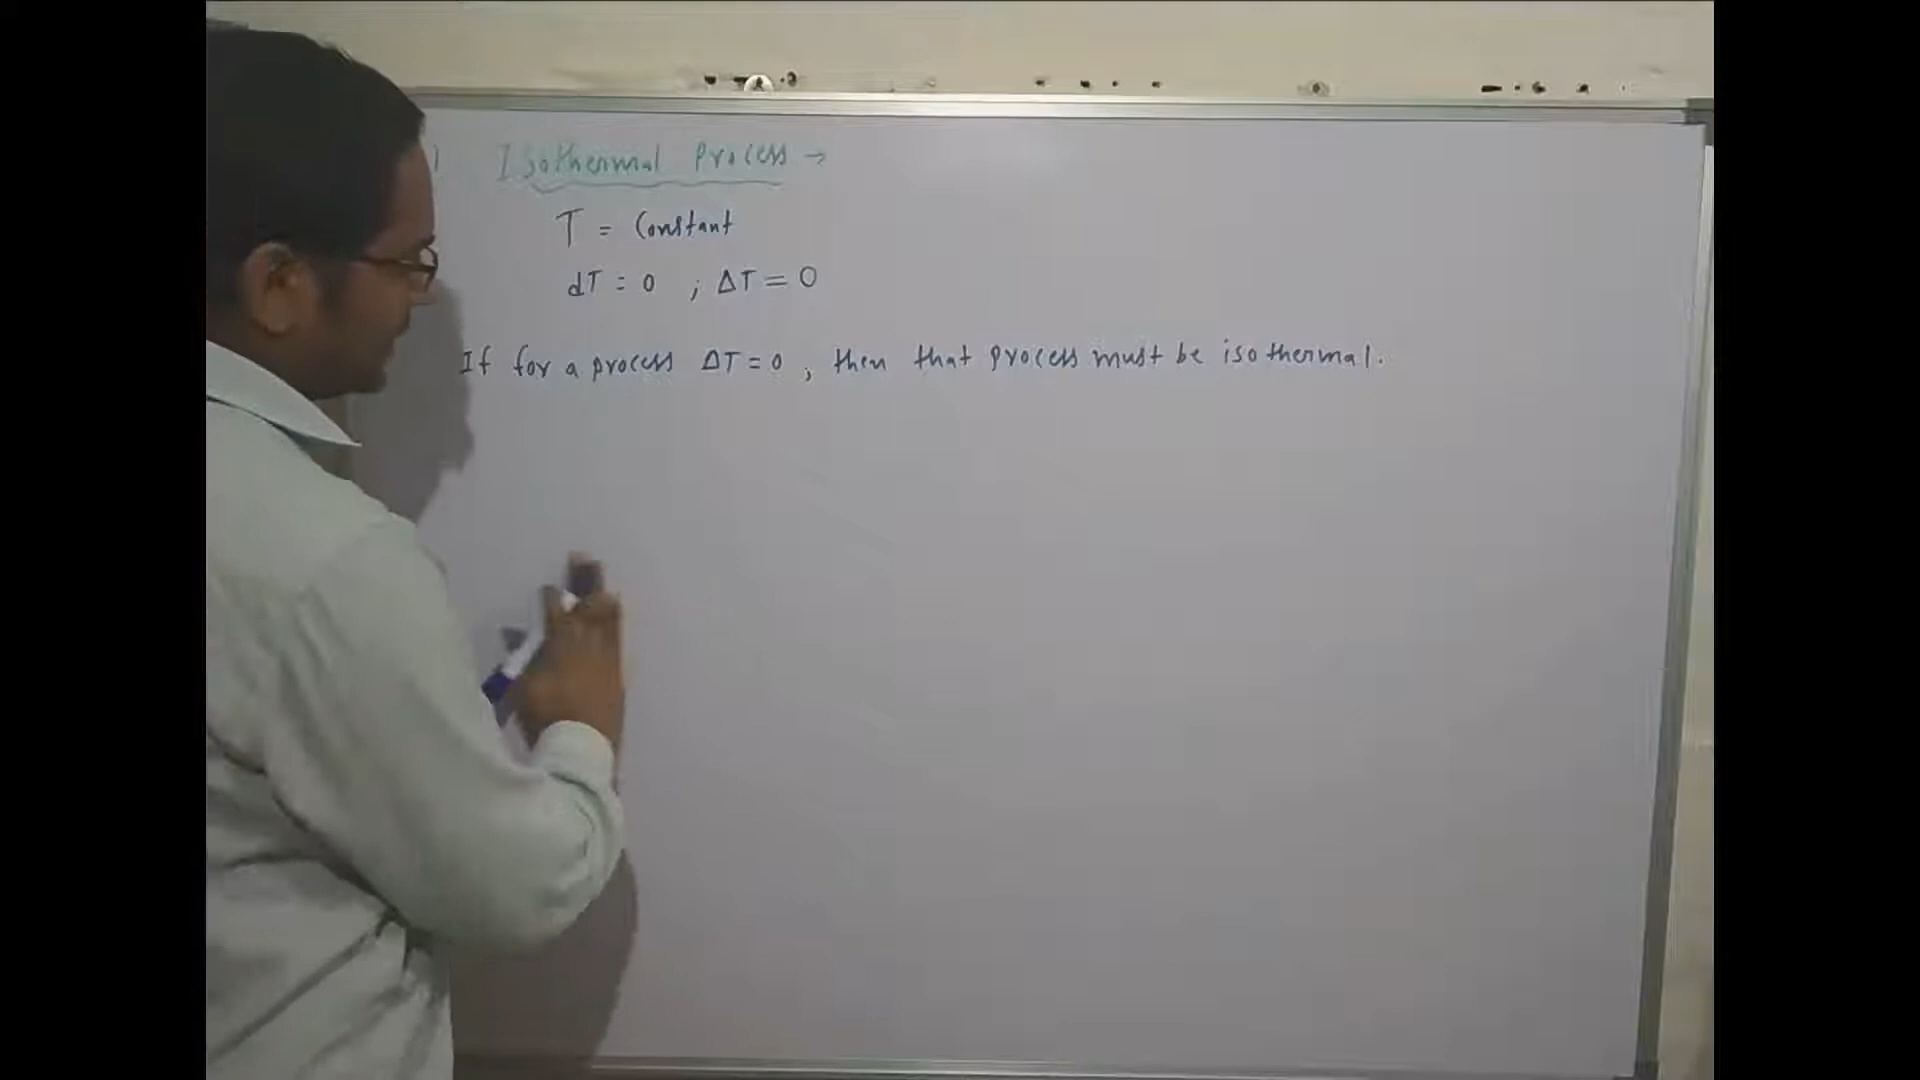 Isothermal Process →
T = Constant
dT = 0 ; ΔT = 0
If for a process ΔT = 0 , then that process must be isothermal.